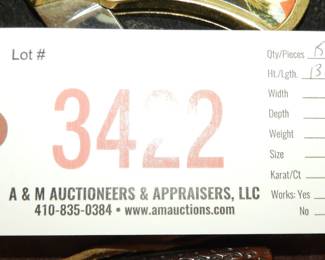 Lot #
3422
A & M AUCTIONEERS & APPRAISERS, LLC
410-835-0384 • www.amauctions.com
Qty/Pieces
Ht./Lgth. 13
Width
Depth
Weight
Size
Karat/Ct
Works: Yes
No